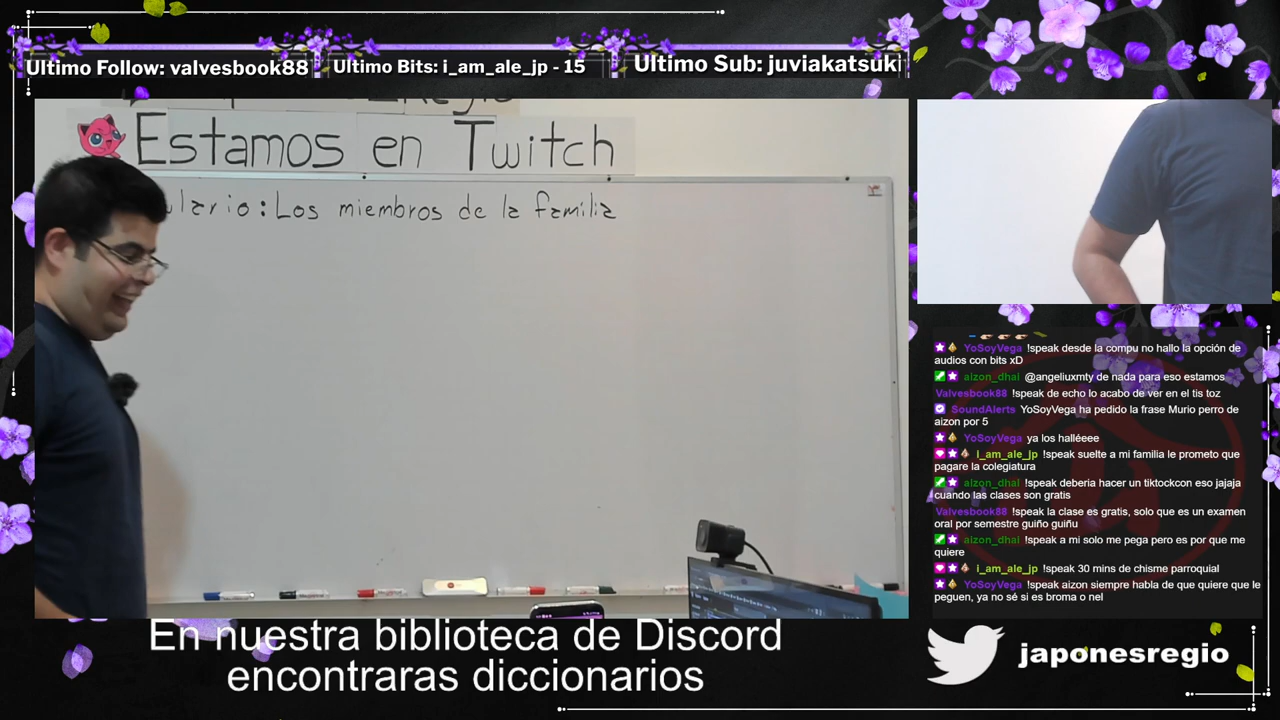 Ultimo Follow: valvesbook88
Ultimo Bits: i_am_ale_jp - 15
Ultimo Sub: juviakatsuki
Estamos en Twitch
ulario: Los miembros de la familia
YoSoyVega !speak desde la compu no hallo la opción de
audios con bits xD
aizon_dhai @angeliuxmty de nada para eso estamos
Valvesbook88 !speak de echo lo acabo de ver en el tis toz
SoundAlerts YoSoyVega ha pedido la frase Murio perro de
aizon por 5
YoSoyVega ya los halléeee
i_am_ale_jp !speak suelte a mi familia le prometo que
pagare la colegiatura
aizon_dhai !speak deberia hacer un tiktockcon eso jajaja
cuando las clases son gratis
Valvesbook88 !speak la clase es gratis, solo que es un examen
oral por semestre guiño guiñu
aizon_dhai !speak a mi solo me pega pero es por que me
quiere
i_am_ale_jp !speak 30 mins de chisme parroquial
YoSoyVega !speak aizon siempre habla de que quiere que le
peguen, ya no sé si es broma o nel
En nuestra biblioteca de Discord
encontraras diccionarios
japonesregio